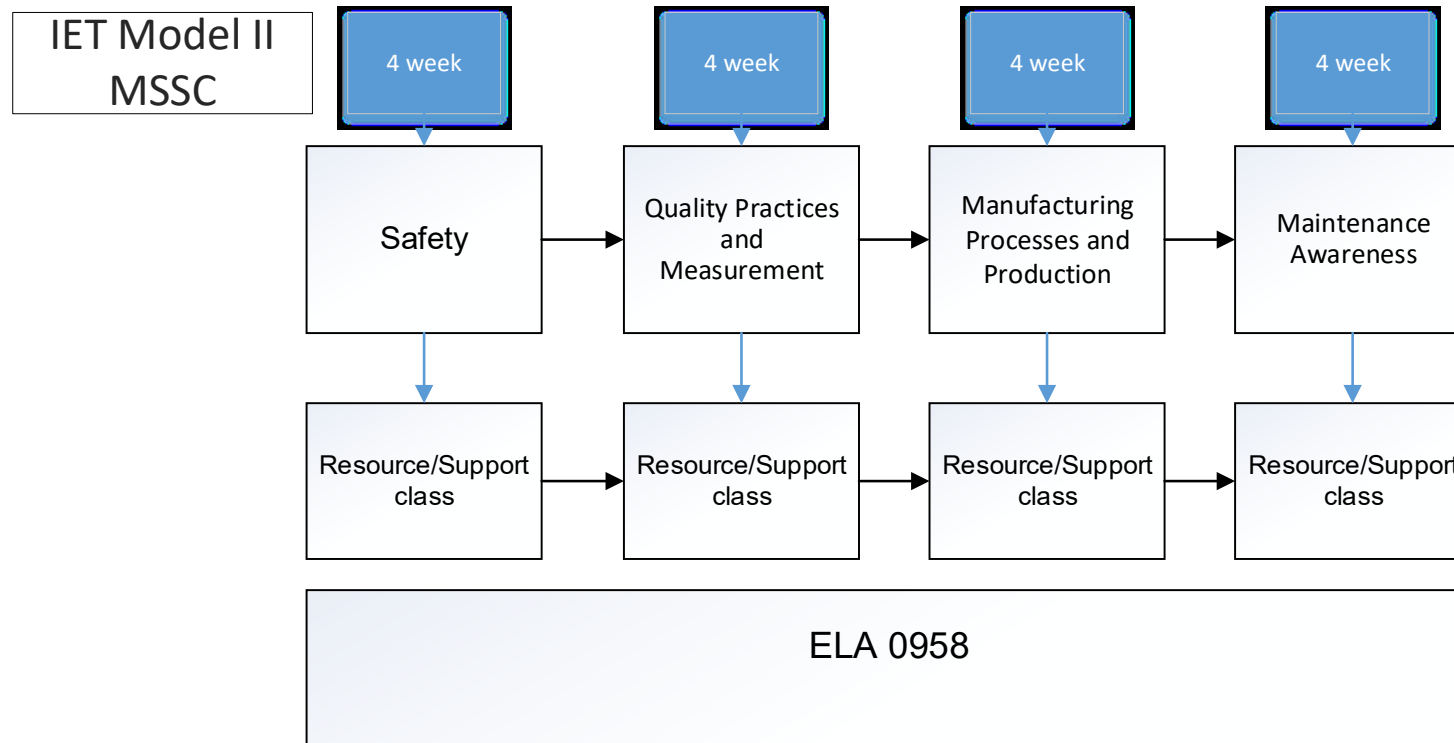 IET Model II
MSSC
4 week
4 week
4 week
4 week
Safety
Quality Practices
and
Measurement
Manufacturing
Processes and
Production
Maintenance
Awareness
Resource/Support
class
Resource/Support
class
Resource/Support
class
Resource/Support
class
ELA 0958